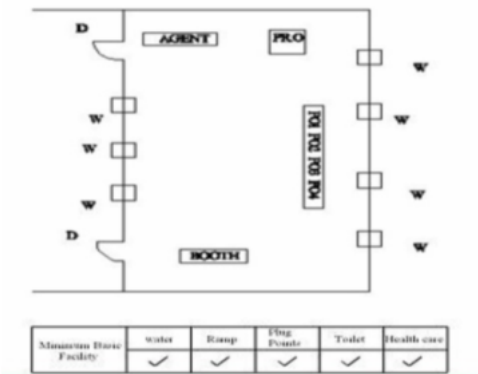 D
AGENT
PRO
W
W
W
W
W
PO1 PO2 PO3 PO4
W
W
D
W
BOOTH
Minimum Basic Facility
water
Ramp
Plug Points
Toilet
Health care